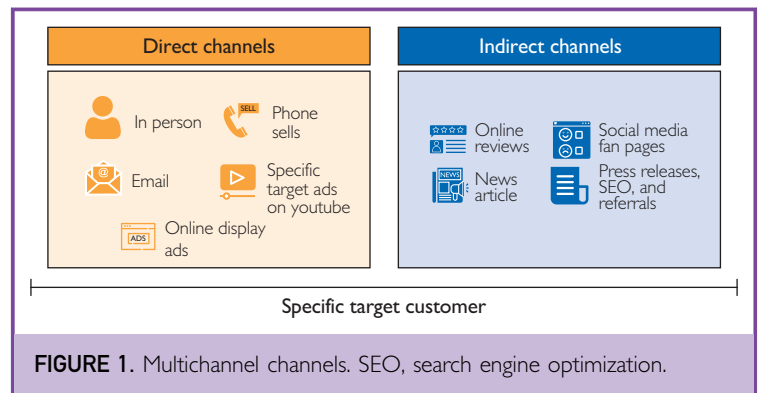 Direct channels
In person
SELL
Phone
sells
@
Email
Specific
target ads
on youtube
ADS
Online display
ads
Indirect channels
Online
reviews
Social media
fan pages
NEWS
News
article
Press releases,
SEO, and
referrals
Specific target customer
FIGURE 1. Multichannel channels. SEO, search engine optimization.